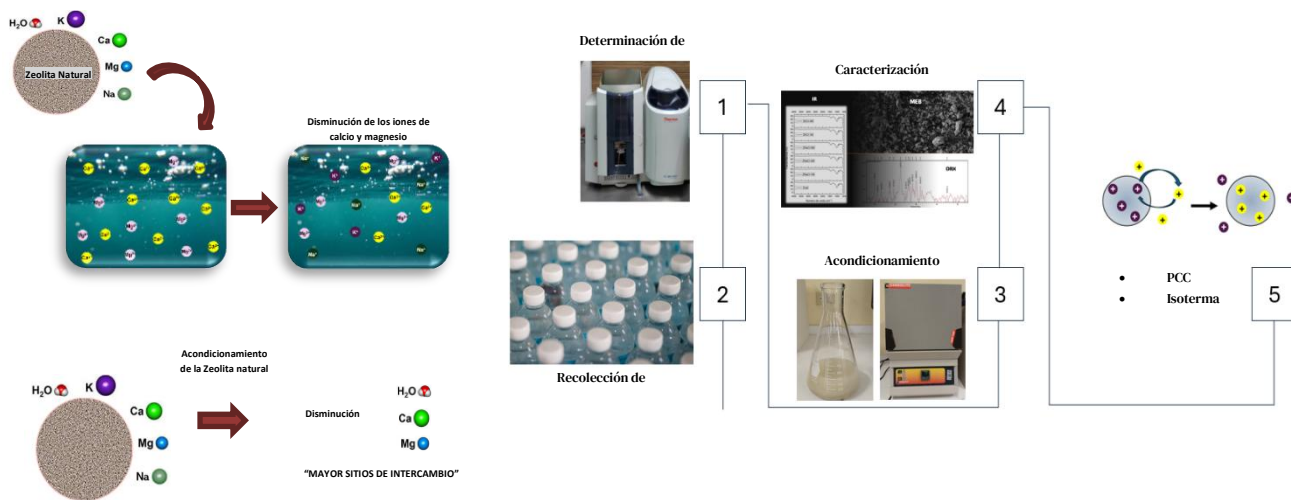 H₂O
K
Ca
Mg
Na
Zeolita Natural
Disminución de los iones de
calcio y magnesio
Acondicionamiento
de la Zeolita natural
H₂O
K
Ca
Mg
Na
Disminución
H₂O
Ca
Mg
“MAYOR SITIOS DE INTERCAMBIO”
Determinación de
1
2
Recolección de
Caracterización
IR
MEB
4
Acondicionamiento
3
• PCC
• Isoterma
5